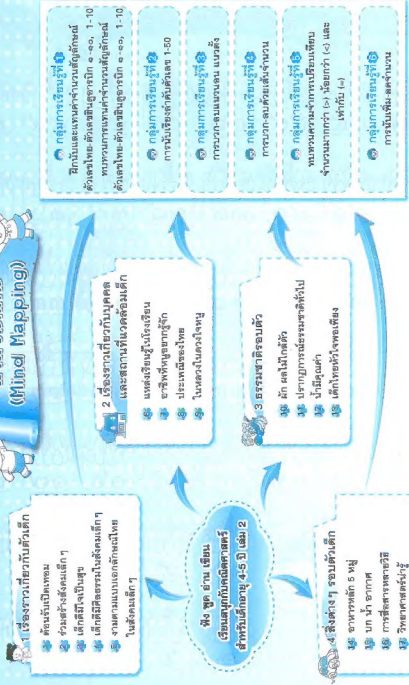 (Mind Mapping)
1 เรื่องราวเกี่ยวกับตัวเด็ก
1 ต้อนรับเปิดเทอม
2 ร่วมสร้างสังคมเด็กๆ
3 เด็กดีมีใจเป็นสุข
4 เด็กดีมีศีลธรรมในสังคมเล็กๆ
5 งามตามแบบเอกลักษณ์ไทย
ในสังคมเล็กๆ
2 เรื่องราวเกี่ยวกับบุคคล
และสถานที่แวดล้อมเด็ก
6 แหล่งเรียนรู้ในโรงเรียน
7 อาชีพที่หนูอยากรู้จัก
8 ประเพณีของไทย
9 ในหลวงในดวงใจหนู
ฟัง พูด อ่าน เขียน
เรียนสนุกกับคณิตศาสตร์
สำหรับเด็กอายุ 4-5 ปี เล่ม 2
3 ธรรมชาติรอบตัว
10 ผัก ผลไม้ใกล้ตัว
11 ปรากฏการณ์ธรรมชาติทั่วไป
12 น้ำมีคุณค่า
13 เด็กไทยหัวใจพอเพียง
4 สิ่งต่างๆ รอบตัวเด็ก
14 อาหารหลัก 5 หมู่
15 บก น้ำ อากาศ
16 การสื่อสารหลายวิธี
17 วิทยาศาสตร์น่ารู้
กลุ่มการเรียนรู้ที่ 1
ฝึกนับและแทนค่าจำนวนสัญลักษณ์
ตัวเลขไทย-ตัวเลขฮินดูอารบิก ๑-๑๐, 1-10
ทบทวนการแทนค่าจำนวนสัญลักษณ์
ตัวเลขไทย-ตัวเลขฮินดูอารบิก ๑-๑๐, 1-10
กลุ่มการเรียนรู้ที่ 2
การนับเรียงลำดับตัวเลข 1-50
กลุ่มการเรียนรู้ที่ 3
การบวก-ลบแนวนอน แนวตั้ง
กลุ่มการเรียนรู้ที่ 4
การบวก-ลบด้วยเส้นจำนวน
กลุ่มการเรียนรู้ที่ 5
ทบทวนความจำการเปรียบเทียบ
จำนวนมากกว่า (>) น้อยกว่า (<) และ
เท่ากับ (=)
กลุ่มการเรียนรู้ที่ 6
การนับเพิ่ม-ลดจำนวน